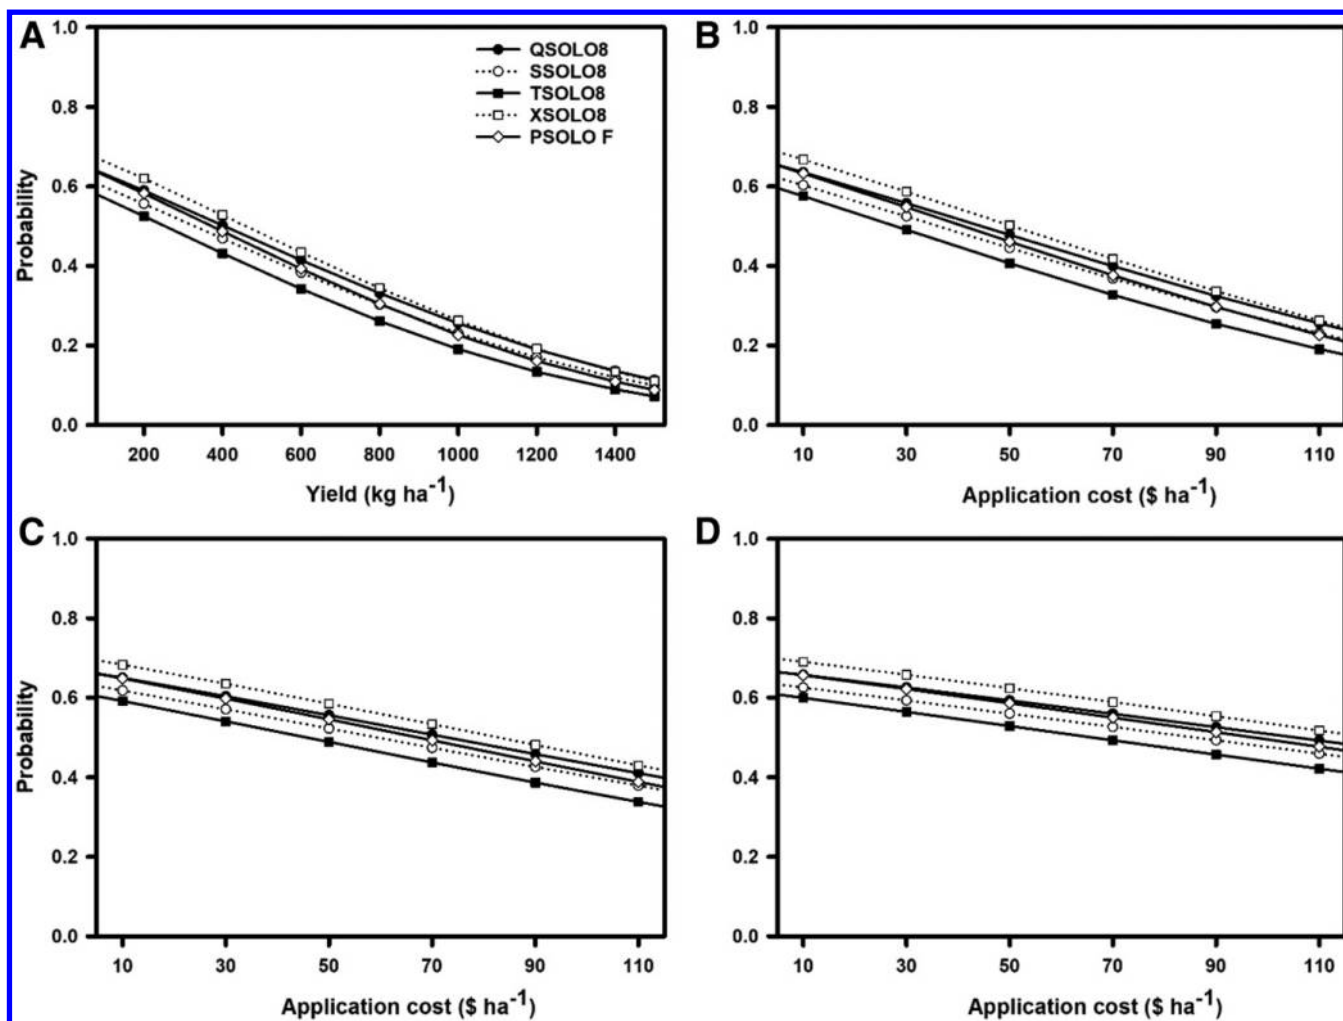 A
1.0
0.8
0.6
0.4
0.2
0.0
Probability
QSOLO8
SSOLO8
TSOLO8
XSOLO8
PSOLO F
200 400 600 800 1000 1200 1400
Yield (kg ha-1)
B
1.0
0.8
0.6
0.4
0.2
0.0
10 30 50 70 90 110
Application cost ($ ha-1)
C
1.0
0.8
0.6
0.4
0.2
0.0
Probability
10 30 50 70 90 110
Application cost ($ ha-1)
D
1.0
0.8
0.6
0.4
0.2
0.0
10 30 50 70 90 110
Application cost ($ ha-1)